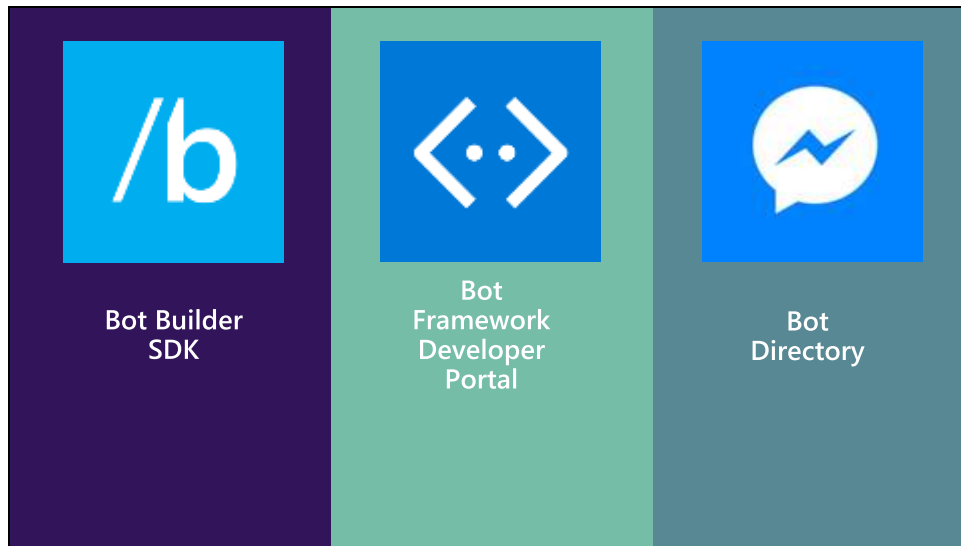 /b
Bot Builder
SDK
Bot
Framework
Developer
Portal
Bot
Directory